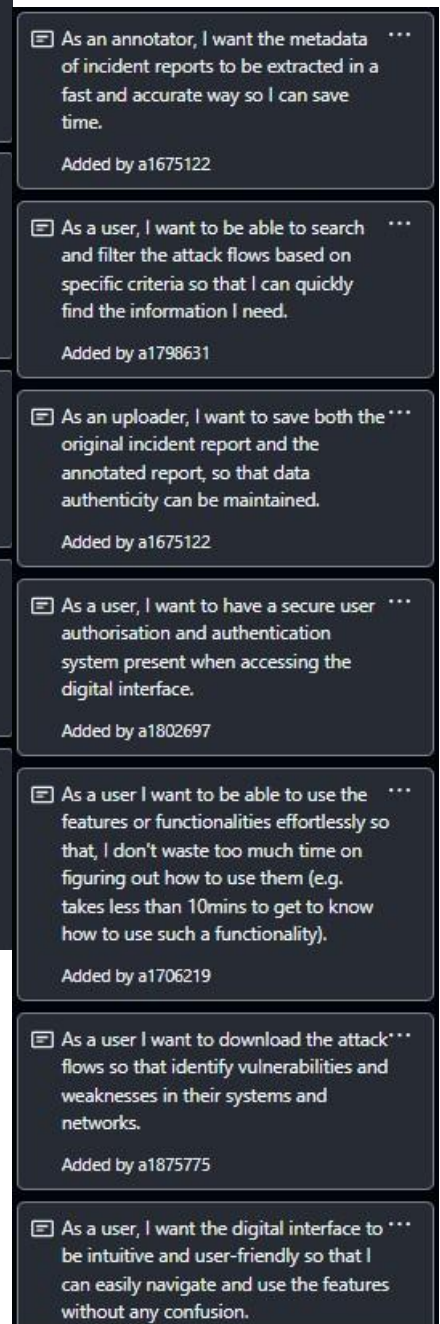 As an annotator, I want the metadata
of incident reports to be extracted in a
fast and accurate way so I can save
time.
Added by a1675122
As a user, I want to be able to search
and filter the attack flows based on
specific criteria so that I can quickly
find the information I need.
Added by a1798631
As an uploader, I want to save both the
original incident report and the
annotated report, so that data
authenticity can be maintained.
Added by a1675122
As a user, I want to have a secure user
authorisation and authentication
system present when accessing the
digital interface.
Added by a1802697
As a user I want to be able to use the
features or functionalities effortlessly so
that, I don't waste too much time on
figuring out how to use them (e.g.
takes less than 10mins to get to know
how to use such a functionality).
Added by a1706219
As a user I want to download the attack
flows so that identify vulnerabilities and
weaknesses in their systems and
networks.
Added by a1875775
As a user, I want the digital interface to
be intuitive and user-friendly so that I
can easily navigate and use the features
without any confusion.